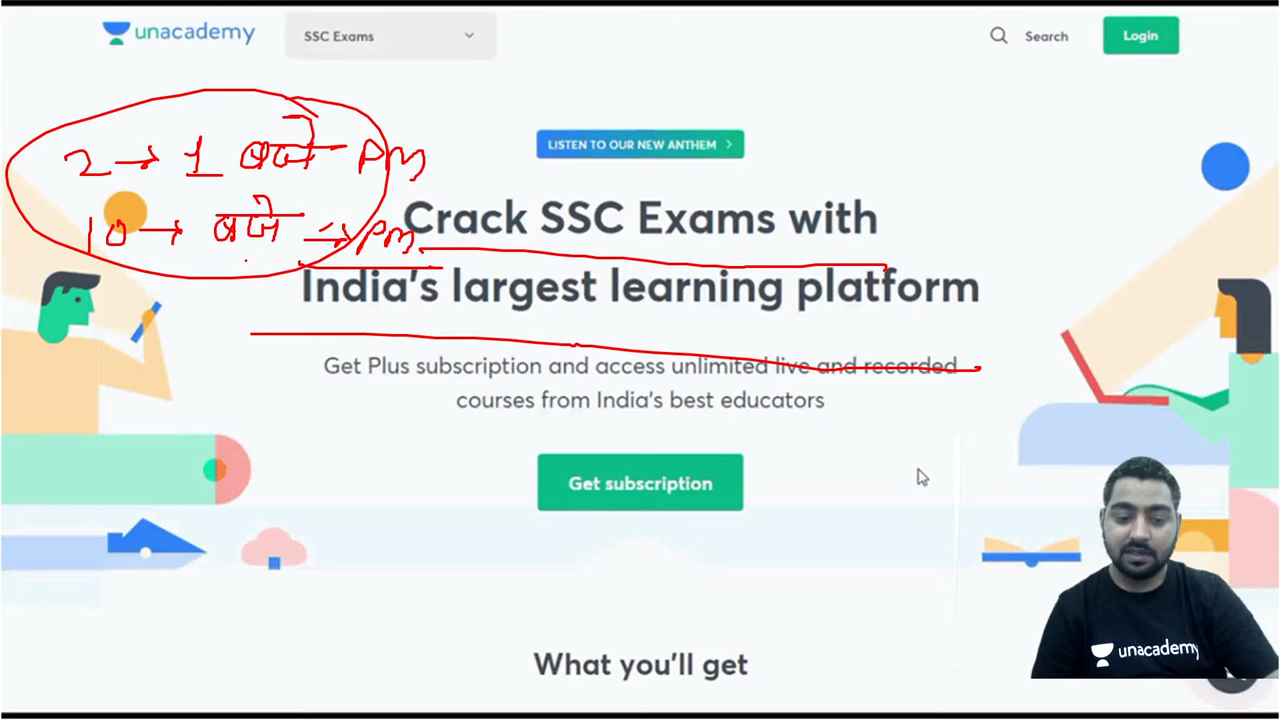 unacademy
SSC Exams
Search
Login
2 → 1 बजे PM
10 → बजे → PM
LISTEN TO OUR NEW ANTHEM
Crack SSC Exams with
India's largest learning platform
Get Plus subscription and access unlimited live and recorded
courses from India's best educators
Get subscription
What you'll get
unacademy